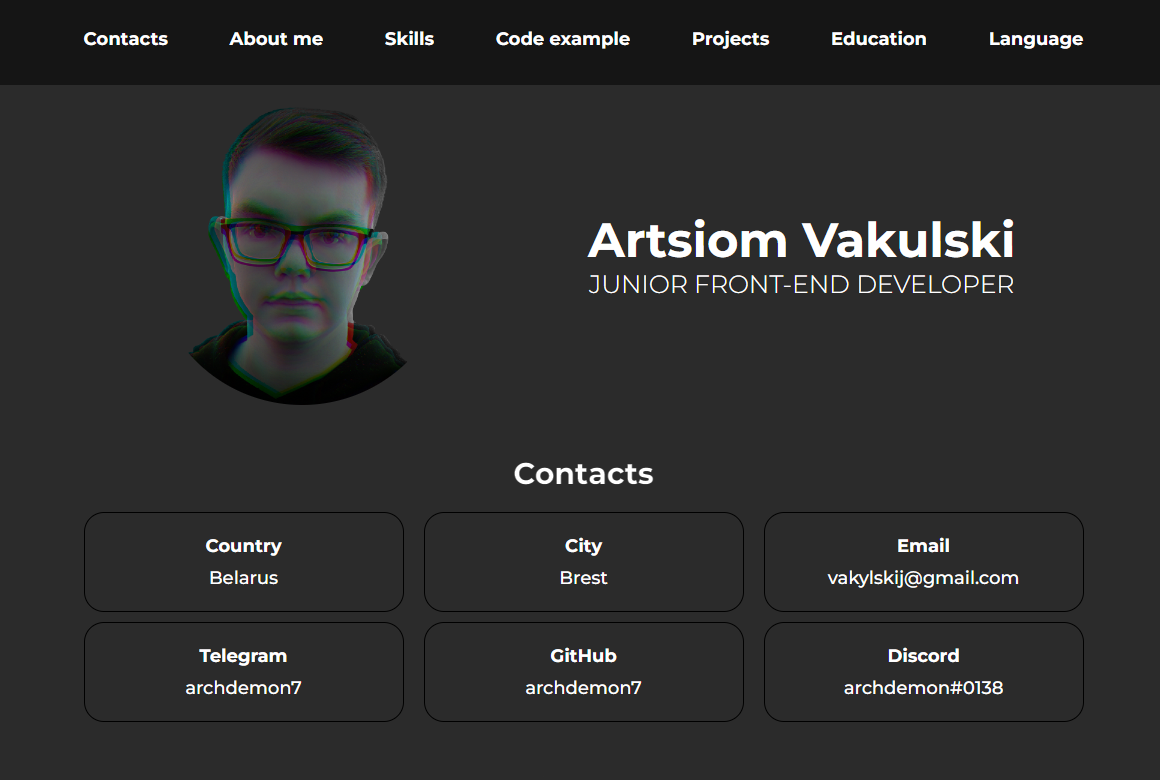 Contacts About me Skills Code example Projects Education Language
Artsiom Vakulski
JUNIOR FRONT-END DEVELOPER
Contacts
Country
Belarus
City
Brest
Email
vakylskij@gmail.com
Telegram
archdemon7
GitHub
archdemon7
Discord
archdemon#0138